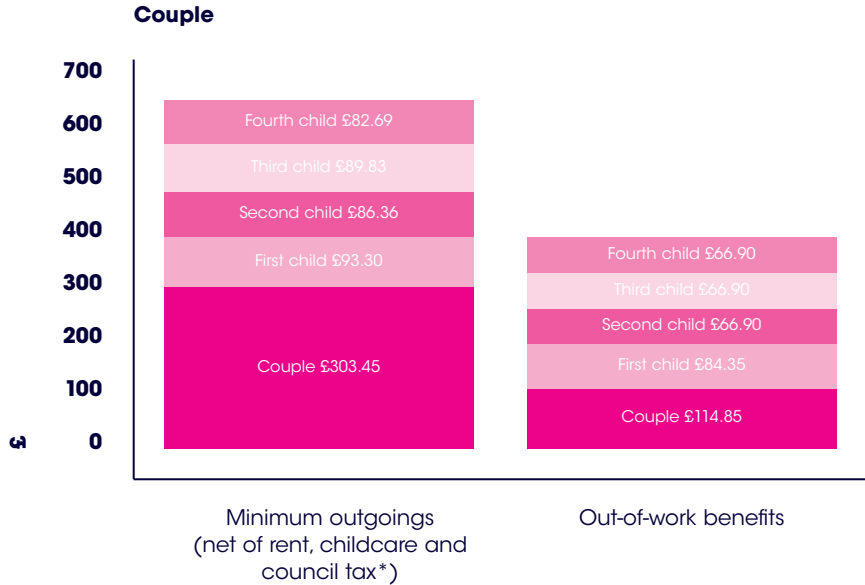 Couple
700
600
500
400
300
200
100
0
£
Fourth child £82.69
Third child £89.83
Second child £86.36
First child £93.30
Couple £303.45
Fourth child £66.90
Third child £66.90
Second child £66.90
First child £84.35
Couple £114.85
Minimum outgoings
(net of rent, childcare and
council tax*)
Out-of-work benefits